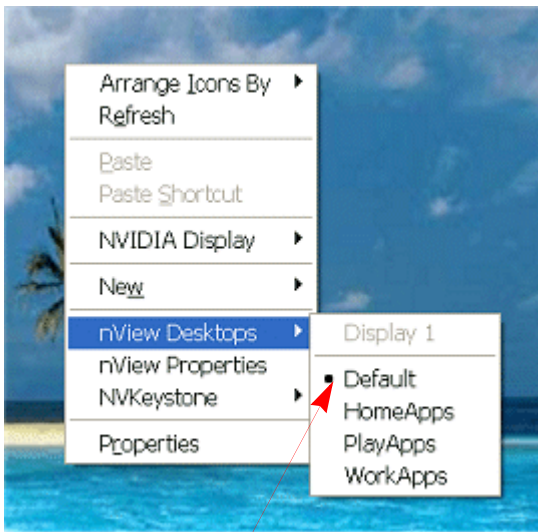 Arrange Icons By
Refresh
Paste
Paste Shortcut
NVIDIA Display
New
nView Desktops
nView Properties
NVKeystone
Properties
Display 1
Default
HomeApps
PlayApps
WorkApps